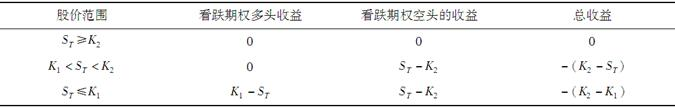 股价范围 看跌期权多头收益 看跌期权空头的收益 总收益
S_T ≥ K_2 0 0 0
K_1 < S_T < K_2 0 S_T − K_2 −(K_2 − S_T)
S_T ≤ K_1 K_1 − S_T S_T − K_2 −(K_2 − K_1)